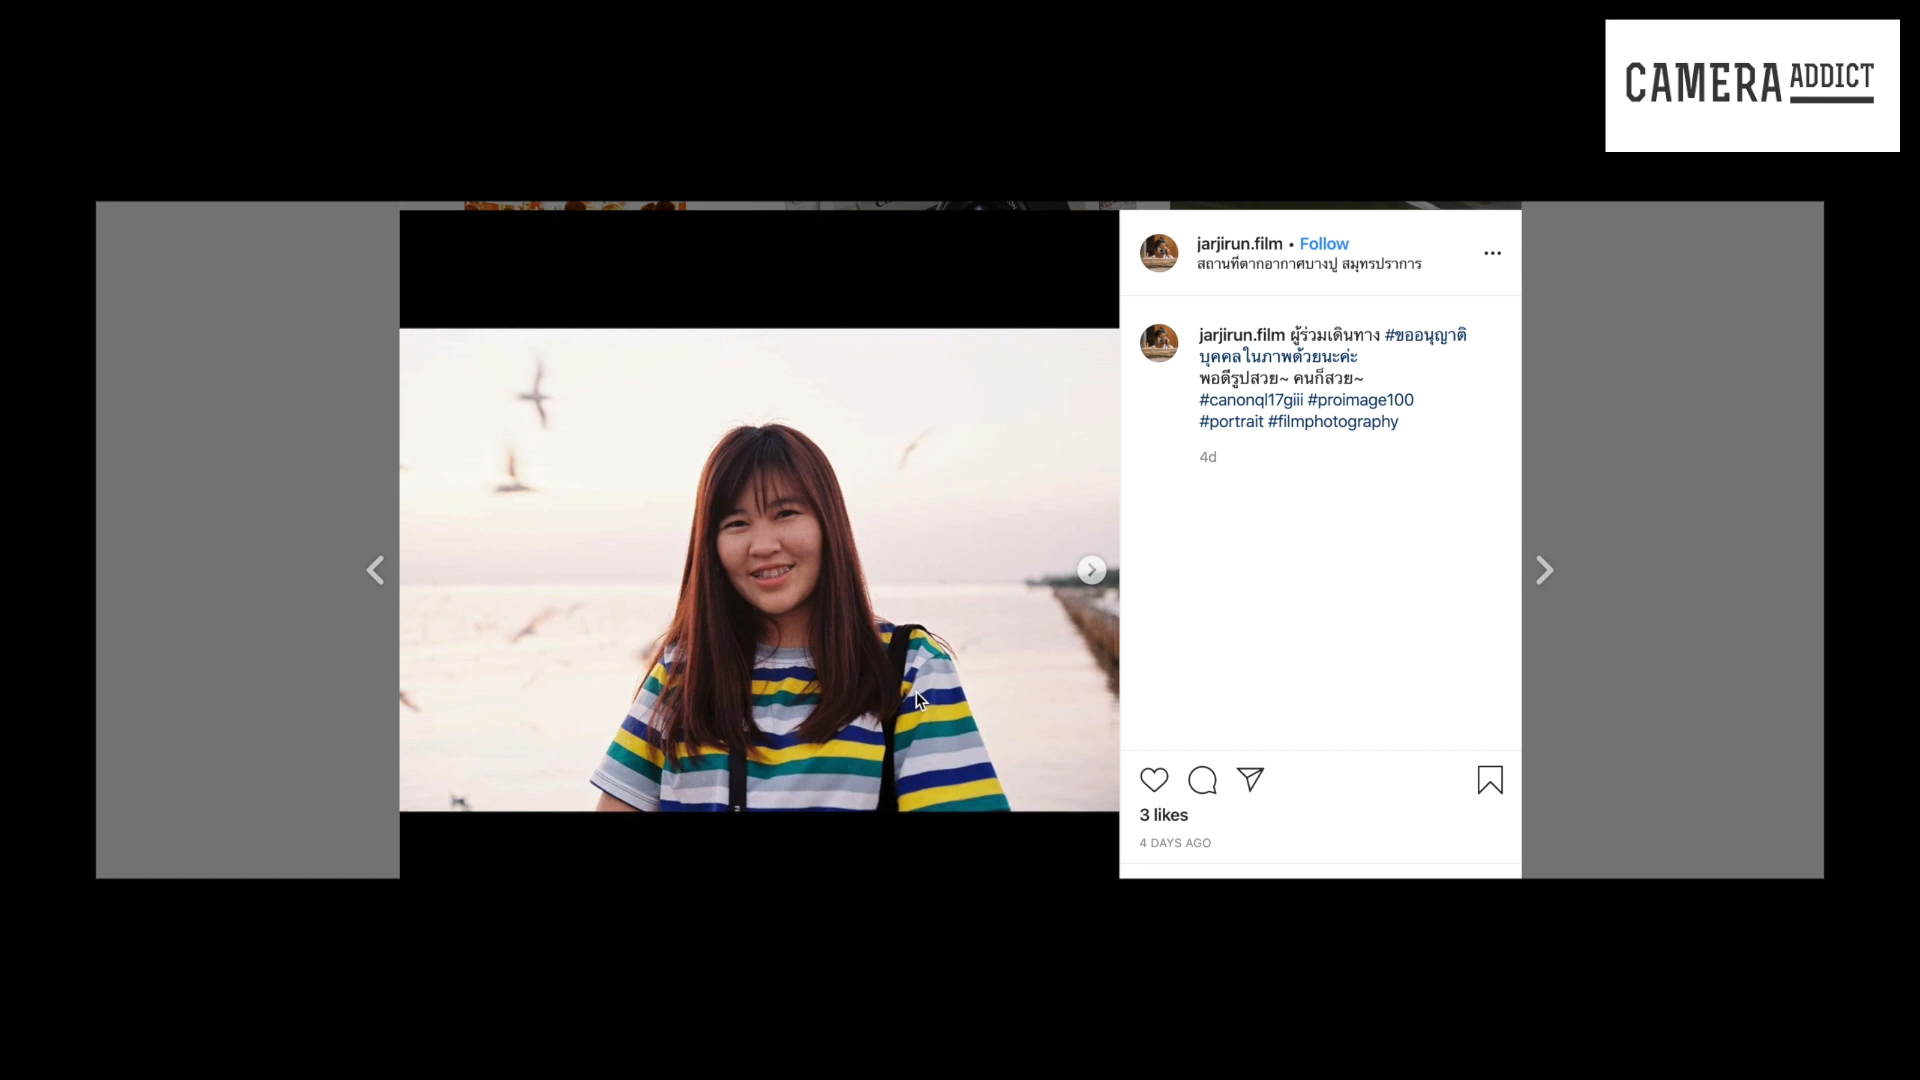 CAMERA ADDICT
jarjirun.film • Follow
สถานที่ตากอากาศบางปู สมุทรปราการ
jarjirun.film ผู้ร่วมเดินทาง #ขออนุญาติ
บุคคลในภาพด้วยนะค่ะ
พอดีรูปสวย~ คนก็สวย~
#canonql17giii #proimage100
#portrait #filmphotography
4d
3 likes
4 DAYS AGO